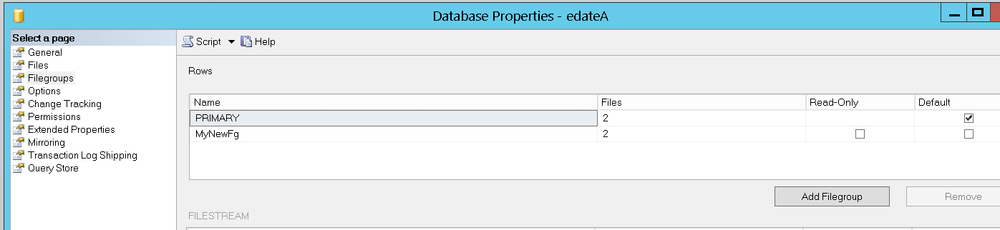 Database Properties - edateA
Select a page
General
Files
Filegroups
Options
Change Tracking
Permissions
Extended Properties
Mirroring
Transaction Log Shipping
Query Store
Script Help
Rows
Name Files Read-Only Default
PRIMARY 2
MyNewFg 2
Add Filegroup Remove
FILESTREAM